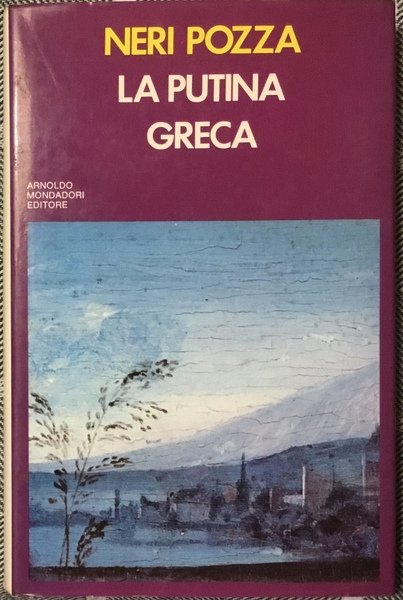 NERI POZZA
LA PUTINA
GRECA
ARNOLDO
MONDADORI
EDITORE